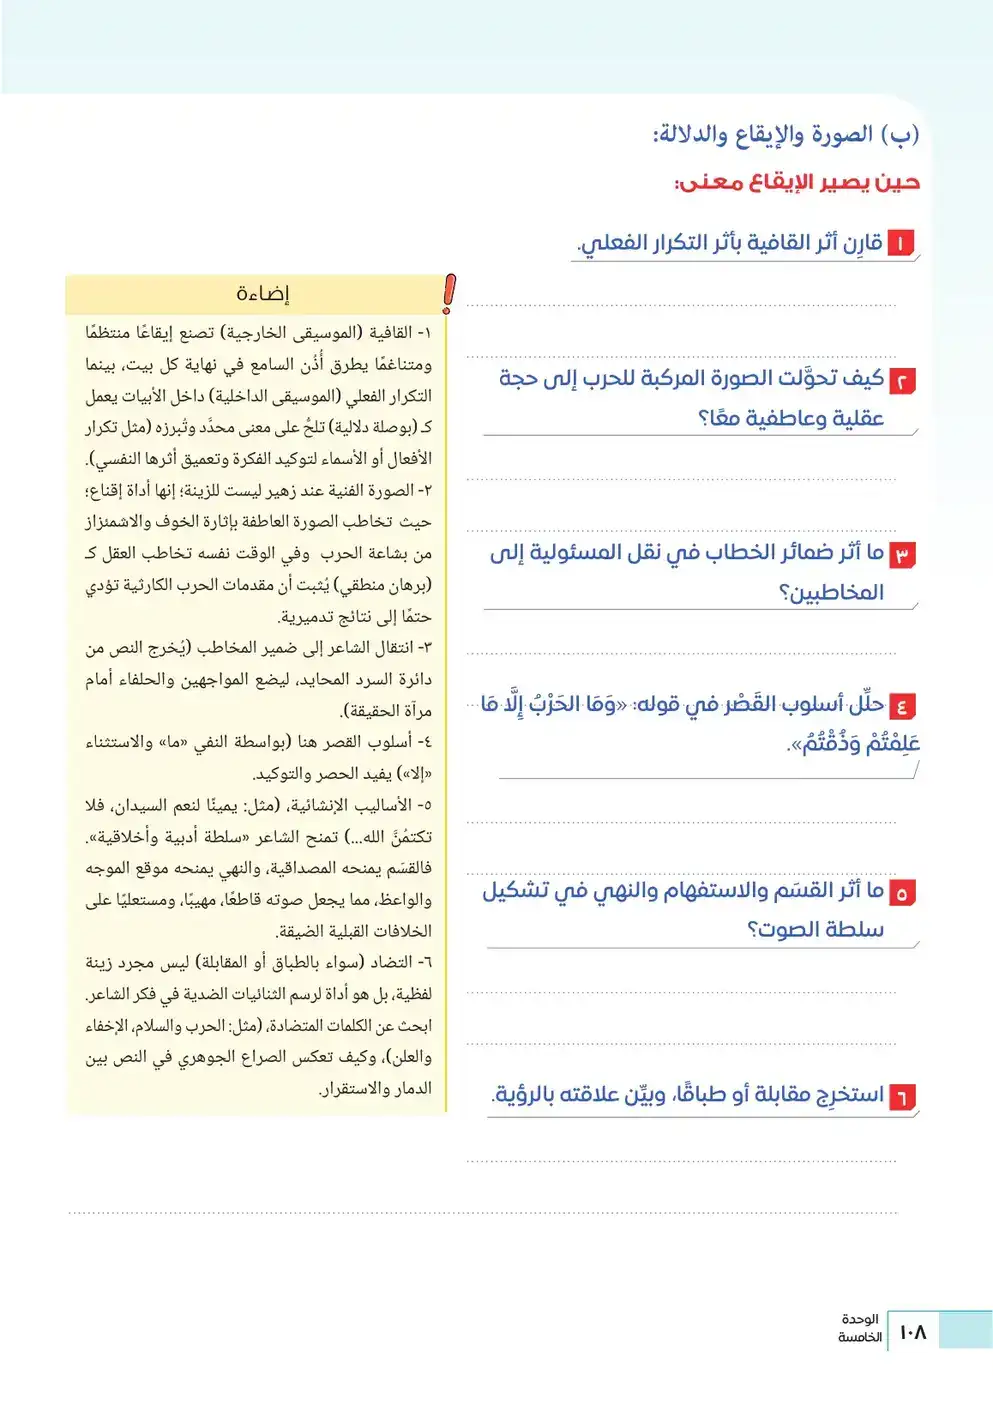 (ب) الصورة والإيقاع والدلالة:
حين يصير الإيقاع معنى:
١ قارِن أثر القافية بأثر التكرار الفعلي.
٢ كيف تحوَّلت الصورة المركبة للحرب إلى حجة
عقلية وعاطفية معًا؟
٣ ما أثر ضمائر الخطاب في نقل المسئولية إلى
المخاطبين؟
٤ حلِّل أسلوب القَصْر في قوله: «وَمَا الحَرْبُ إِلَّا مَا
عَلِمْتُمْ وَذُقْتُمُ».
٥ ما أثر القسَم والاستفهام والنهي في تشكيل
سلطة الصوت؟
٦ استخرِج مقابلة أو طباقًا، وبيِّن علاقته بالرؤية.
إضاءة
١- القافية (الموسيقى الخارجية) تصنع إيقاعًا منتظمًا
ومتناغمًا يطرق أُذُن السامع في نهاية كل بيت، بينما
التكرار الفعلي (الموسيقى الداخلية) داخل الأبيات يعمل
كـ (بوصلة دلالية) تلحُّ على معنى محدَّد وتُبرزه (مثل تكرار
الأفعال أو الأسماء لتوكيد الفكرة وتعميق أثرها النفسي).
٢- الصورة الفنية عند زهير ليست للزينة؛ إنها أداة إقناع؛
حيث تخاطب الصورة العاطفة بإثارة الخوف والاشمئزاز
من بشاعة الحرب وفي الوقت نفسه تخاطب العقل كـ
(برهان منطقي) يُثبت أن مقدمات الحرب الكارثية تؤدي
حتمًا إلى نتائج تدميرية.
٣- انتقال الشاعر إلى ضمير المخاطب (يُخرج النص من
دائرة السرد المحايد، ليضع المواجهين والحلفاء أمام
مرآة الحقيقة).
٤- أسلوب القصر هنا (بواسطة النفي «ما» والاستثناء
«إلا») يفيد الحصر والتوكيد.
٥- الأساليب الإنشائية، (مثل: يمينًا لنعم السيدان، فلا
تكتمُنَّ الله...) تمنح الشاعر «سلطة أدبية وأخلاقية».
فالقسَم يمنحه المصداقية، والنهي يمنحه موقع الموجه
والواعظ، مما يجعل صوته قاطعًا، مهيبًا، ومستعليًا على
الخلافات القبلية الضيقة.
٦- التضاد (سواء بالطباق أو المقابلة) ليس مجرد زينة
لفظية، بل هو أداة لرسم الثنائيات الضدية في فكر الشاعر.
ابحث عن الكلمات المتضادة، (مثل: الحرب والسلام، الإخفاء
والعلن)، وكيف تعكس الصراع الجوهري في النص بين
الدمار والاستقرار.
١٠٨
الوحدة
الخامسة